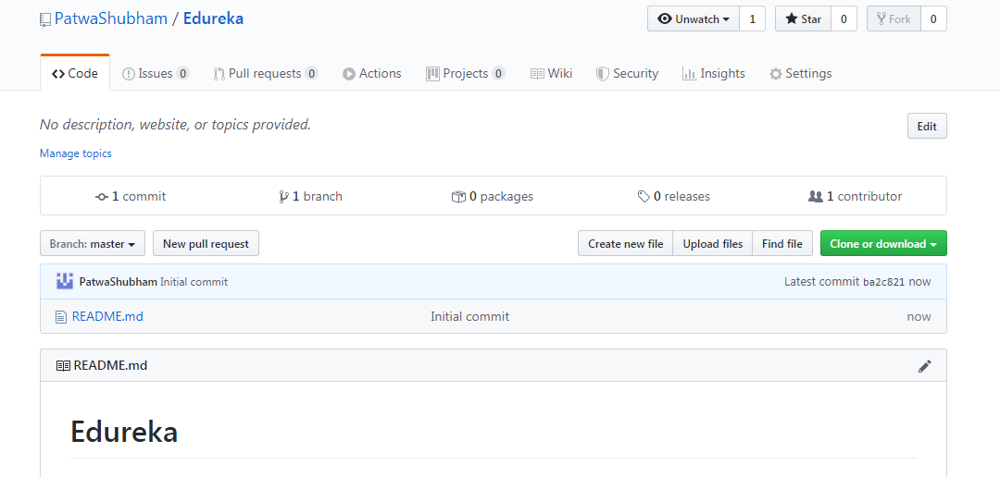 PatwaShubham / Edureka Unwatch 1 Star 0 Fork 0
Code Issues 0 Pull requests 0 Actions Projects 0 Wiki Security Insights Settings
No description, website, or topics provided. Edit
Manage topics
1 commit 1 branch 0 packages 0 releases 1 contributor
Branch: master New pull request Create new file Upload files Find file Clone or download
PatwaShubham Initial commit Latest commit ba2c821 now
README.md Initial commit now
README.md
Edureka